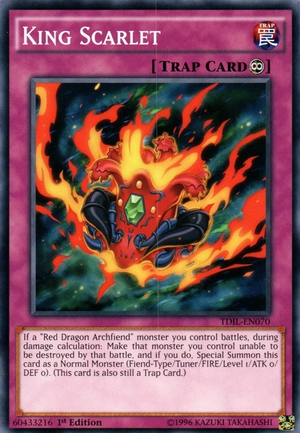 KING SCARLET
TRAP
罠
[TRAP CARD]
TDIL-EN070
If a "Red Dragon Archfiend" monster you control battles, during
damage calculation: Make that monster you control unable to
be destroyed by that battle, and if you do, Special Summon this
card as a Normal Monster (Fiend-Type/Tuner/FIRE/Level 1/ATK 0/
DEF 0). (This card is also still a Trap Card.)
60433216 1st Edition ©1996 KAZUKI TAKAHASHI